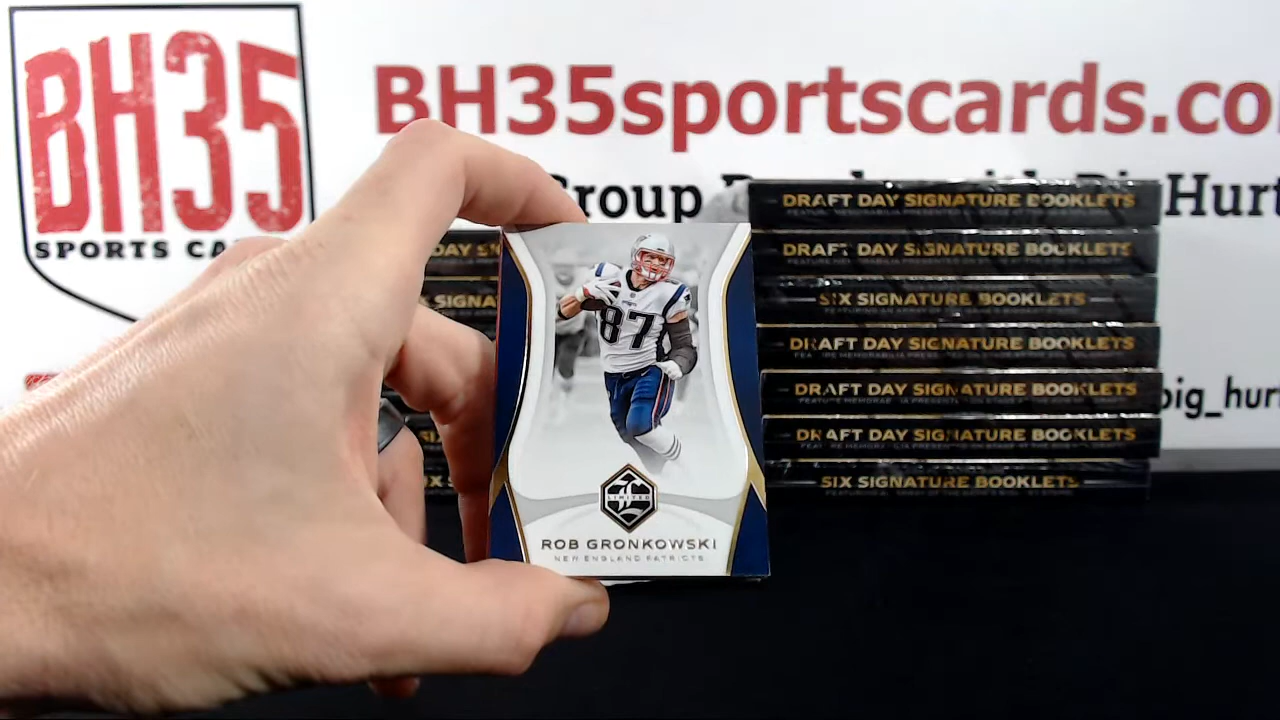 BH35
SPORTS CA
BH35sportscards.co
Group
Hurt
DRAFT DAY SIGNATURE BOOKLETS
DRAFT DAY SIGNATURE BOOKLETS
SIX SIGNATURE BOOKLETS
DRAFT DAY SIGNATURE BOOKLETS
DRAFT DAY SIGNATURE BOOKLETS
DRAFT DAY SIGNATURE BOOKLETS
SIX SIGNATURE BOOKLETS
big_hur
DAY
SIGNA
87
LIMITED
ROB GRONKOWSKI
NEW ENGLAND PATRIOTS